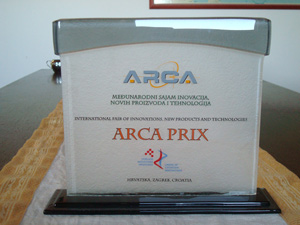 ARCA
MEĐUNARODNI SAJAM INOVACIJA,
NOVIH PROIZVODA I TEHNOLOGIJA
INTERNATIONAL FAIR OF INNOVATIONS, NEW PRODUCTS AND TECHNOLOGIES
ARCA PRIX
HRVATSKA, ZAGREB, CROATIA